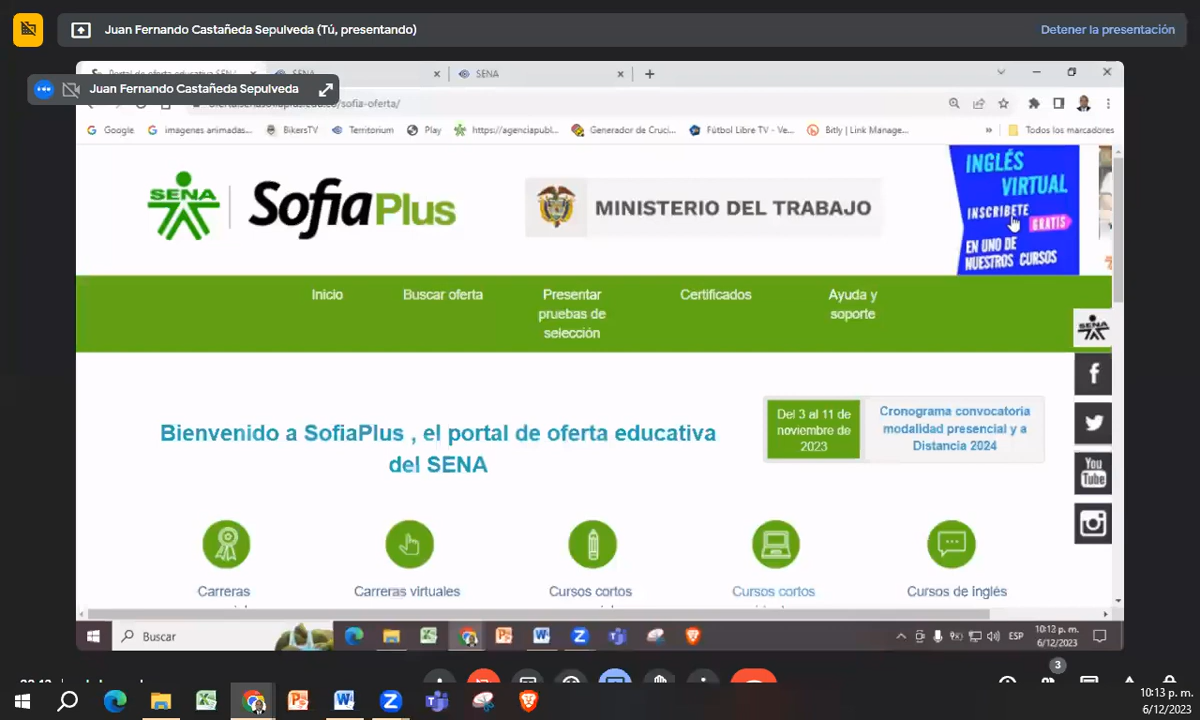 Juan Fernando Castañeda Sepulveda (Tú, presentando)
Detener la presentación
SENA
SENA
Juan Fernando Castañeda Sepulveda
/sofia-oferta/
Google
imagenes animadas...
BikersTV
Territorium
Play
https://agenciapubl...
Generador de Cruci...
Fútbol Libre TV - Ve...
Bitly | Link Manage...
»
Todos los marcadores
SENA
SofiaPlus
MINISTERIO DEL TRABAJO
INGLÉS
VIRTUAL
INSCRIBETE
GRATIS
EN UNO DE
NUESTROS CURSOS
Inicio
Buscar oferta
Presentar
pruebas de
selección
Certificados
Ayuda y
soporte
SENA
Bienvenido a SofiaPlus , el portal de oferta educativa
del SENA
Del 3 al 11 de
noviembre de
2023
Cronograma convocatoria
modalidad presencial y a
Distancia 2024
You
Tube
Carreras
Carreras virtuales
Cursos cortos
Cursos cortos
Cursos de inglés
Buscar
ESP
10:13 p. m.
6/12/2023
3
10:13 p. m.
6/12/2023